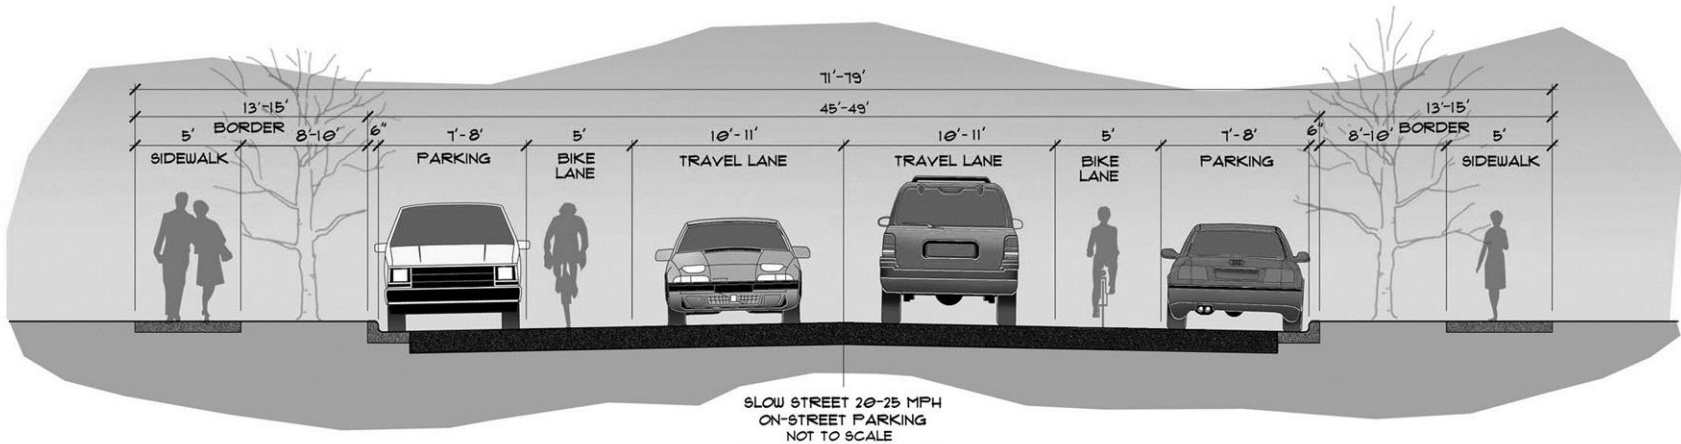 71'-79'
13'-15' 45'-49' 13'-15'
BORDER BORDER
5' 8'-10' 6" 7'-8' 5' 10'-11' 10'-11' 5' 7'-8' 6" 8'-10' 5'
SIDEWALK PARKING BIKE LANE TRAVEL LANE TRAVEL LANE BIKE LANE PARKING SIDEWALK
SLOW STREET 20-25 MPH
ON-STREET PARKING
NOT TO SCALE